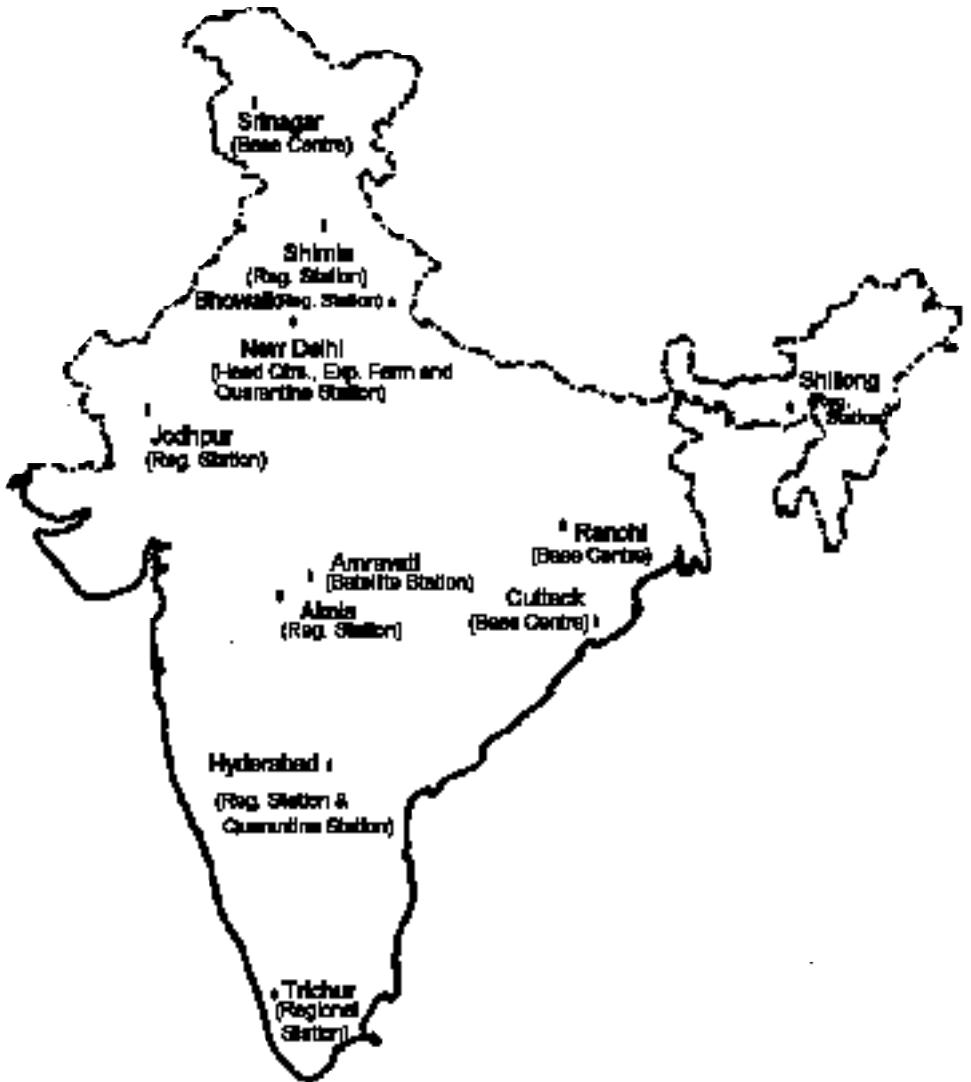 Srinagar
(Base Centre)
Shimla
(Reg. Station)
Bhowali (Reg. Station)
New Delhi
(Head Qtrs., Exp. Farm and
Quarantine Station)
Shillong
(Reg.
Station)
Jodhpur
(Reg. Station)
Ranchi
(Base Centre)
Amravati
(Satellite Station)
Cuttack
(Base Centre)
Akola
(Reg. Station)
Hyderabad
(Reg. Station &
Quarantine Station)
Trichur
(Regional
Station)